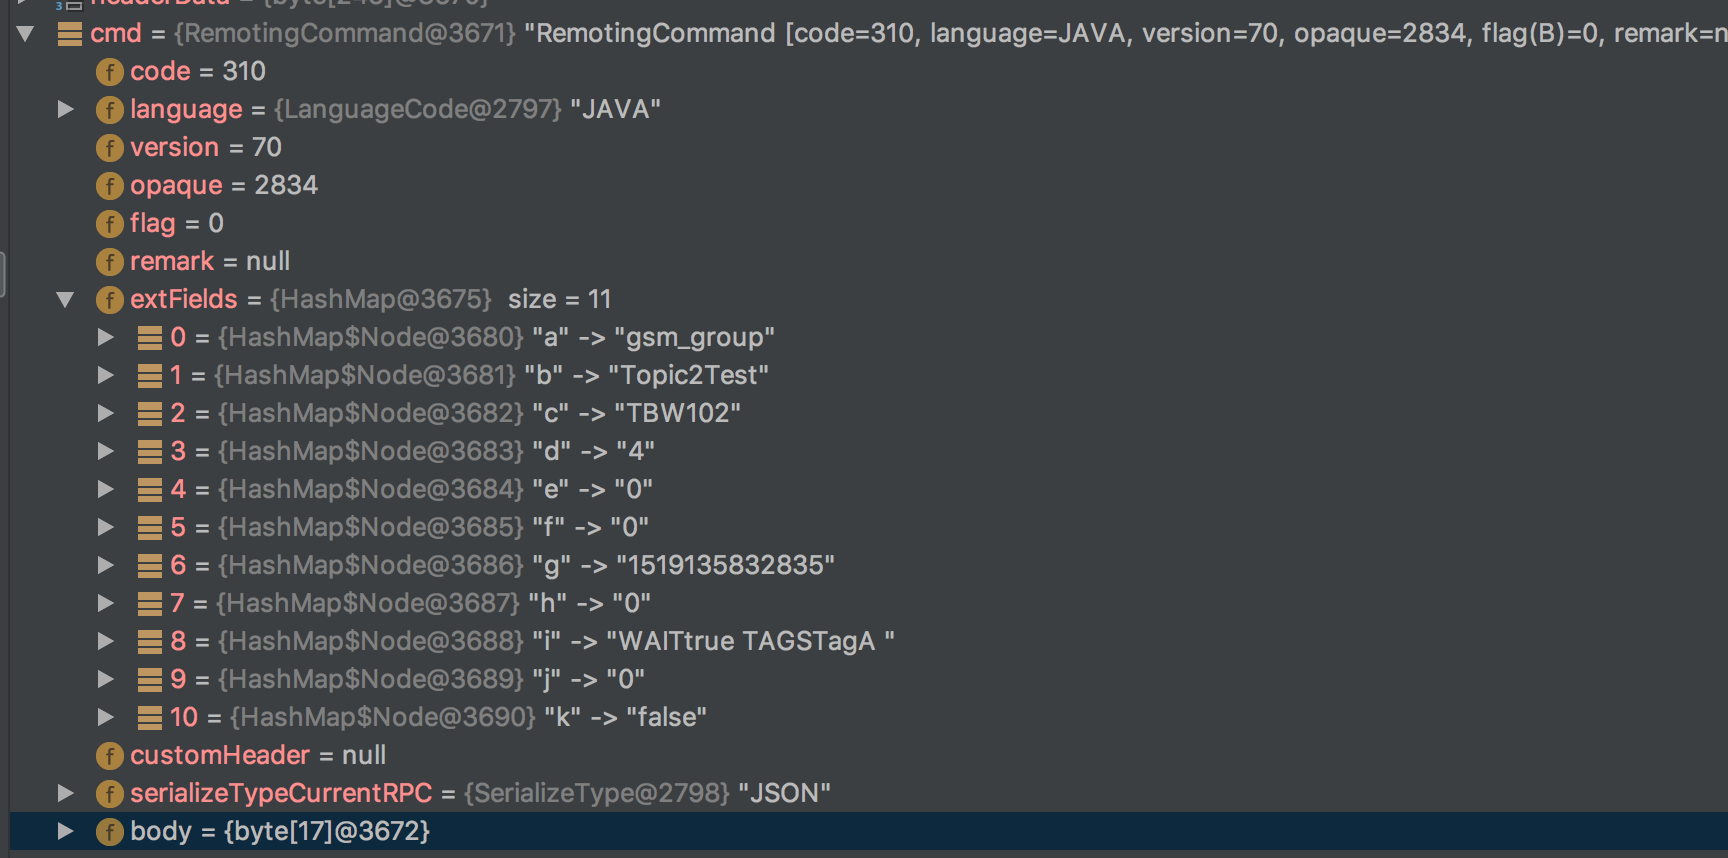 cmd = {RemotingCommand@3671} "RemotingCommand [code=310, language=JAVA, version=70, opaque=2834, flag(B)=0, remark=n
f code = 310
f language = {LanguageCode@2797} "JAVA"
f version = 70
f opaque = 2834
f flag = 0
f remark = null
f extFields = {HashMap@3675} size = 11
0 = {HashMap$Node@3680} "a" -> "gsm_group"
1 = {HashMap$Node@3681} "b" -> "Topic2Test"
2 = {HashMap$Node@3682} "c" -> "TBW102"
3 = {HashMap$Node@3683} "d" -> "4"
4 = {HashMap$Node@3684} "e" -> "0"
5 = {HashMap$Node@3685} "f" -> "0"
6 = {HashMap$Node@3686} "g" -> "1519135832835"
7 = {HashMap$Node@3687} "h" -> "0"
8 = {HashMap$Node@3688} "i" -> "WAITtrue TAGSTagA "
9 = {HashMap$Node@3689} "j" -> "0"
10 = {HashMap$Node@3690} "k" -> "false"
f customHeader = null
f serializeTypeCurrentRPC = {SerializeType@2798} "JSON"
f body = {byte[17]@3672}